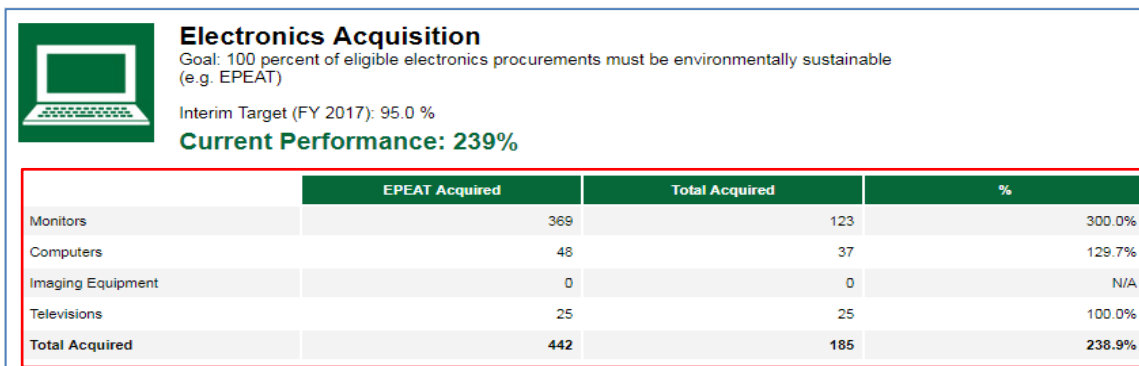 Electronics Acquisition
Goal: 100 percent of eligible electronics procurements must be environmentally sustainable
(e.g. EPEAT)
Interim Target (FY 2017): 95.0 %
Current Performance: 239%
EPEAT Acquired Total Acquired %
Monitors 369 123 300.0%
Computers 48 37 129.7%
Imaging Equipment 0 0 N/A
Televisions 25 25 100.0%
Total Acquired 442 185 238.9%